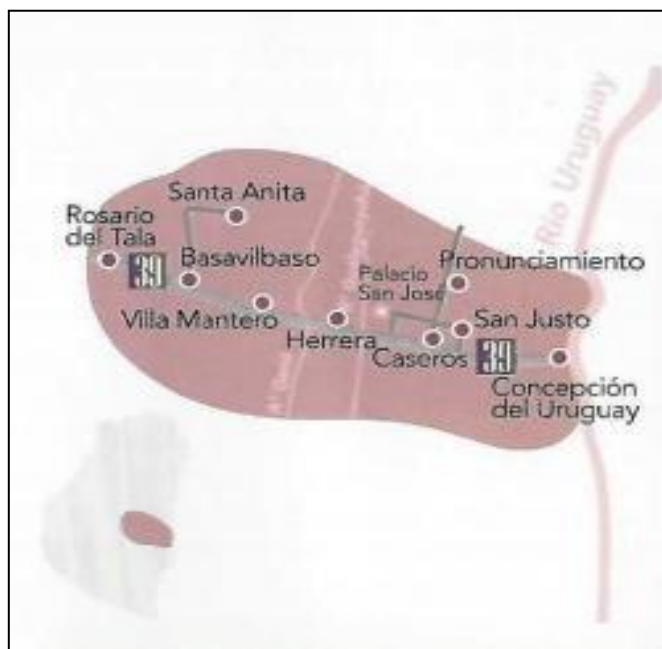 Río Uruguay
Santa Anita
Rosario
del Tala
39
Basavilbaso
Palacio
San José
Pronunciamiento
Villa Mantero
Herrera
San Justo
Caseros
39
Concepción
del Uruguay